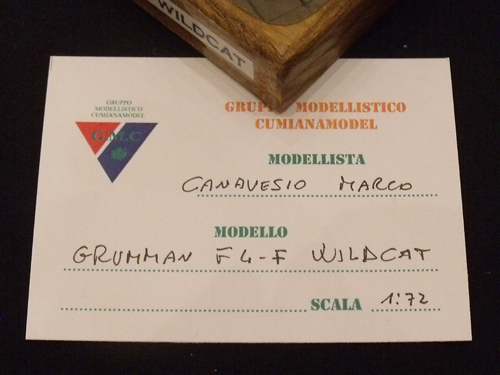 WILDCAT
GRUPPO
MODELLISTICO
CUMIANAMODEL
G.M.C
GRUPPO MODELLISTICO
CUMIANAMODEL
MODELLISTA
CANAVESIO MARCO
MODELLO
GRUMMAN F4-F WILDCAT
SCALA 1:72